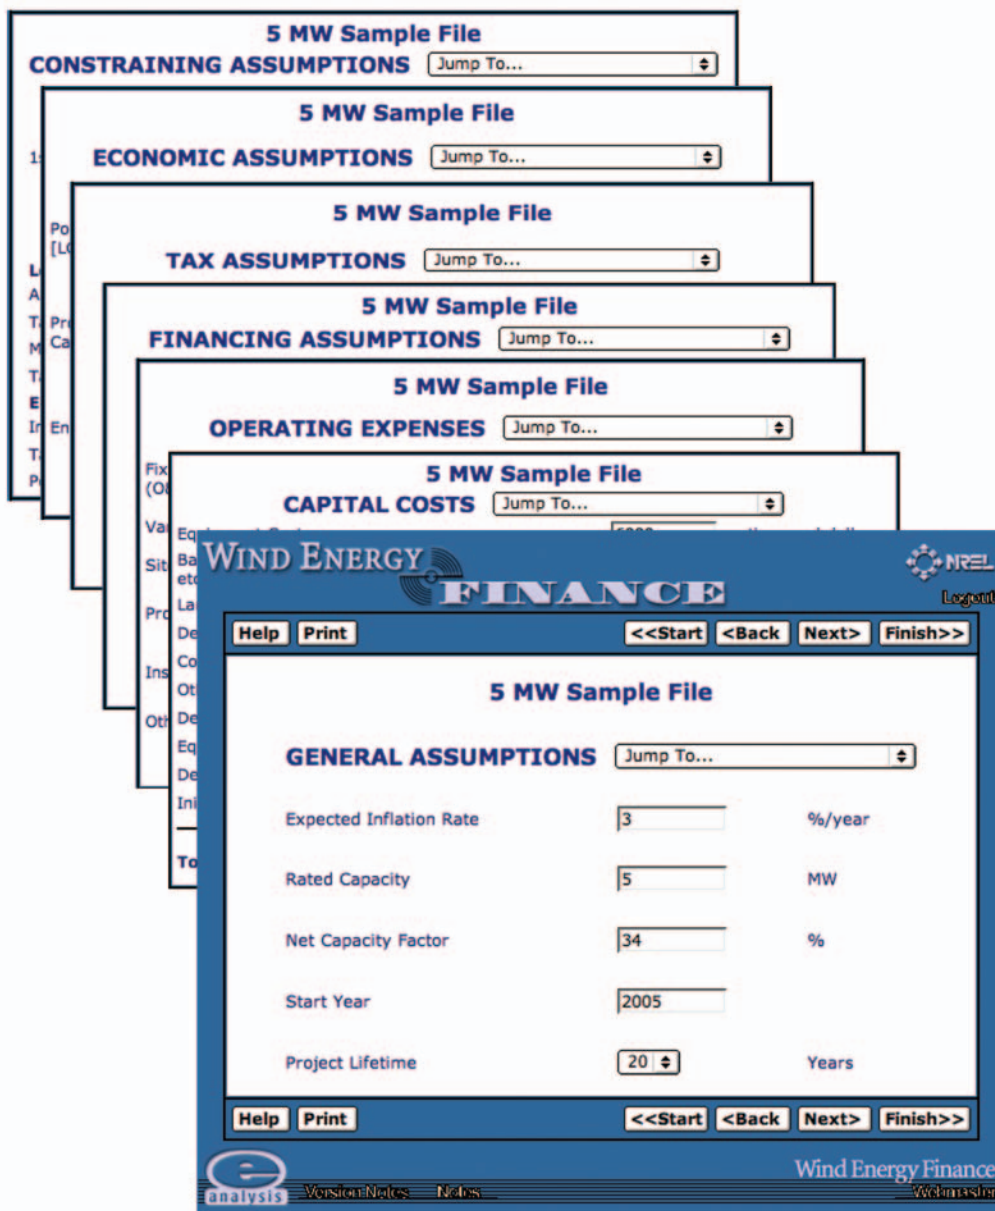 5 MW Sample File
CONSTRAINING ASSUMPTIONS Jump To...
5 MW Sample File
ECONOMIC ASSUMPTIONS Jump To...
5 MW Sample File
TAX ASSUMPTIONS Jump To...
5 MW Sample File
FINANCING ASSUMPTIONS Jump To...
5 MW Sample File
OPERATING EXPENSES Jump To...
5 MW Sample File
CAPITAL COSTS Jump To...
WIND ENERGY
FINANCE
NREL
Logout
Help Print <<Start <Back Next> Finish>>
5 MW Sample File
GENERAL ASSUMPTIONS Jump To...
Expected Inflation Rate 3 %/year
Rated Capacity 5 MW
Net Capacity Factor 34 %
Start Year 2005
Project Lifetime 20 Years
Help Print <<Start <Back Next> Finish>>
e analysis
Version Notes Notes
Wind Energy Finance
Webmaster